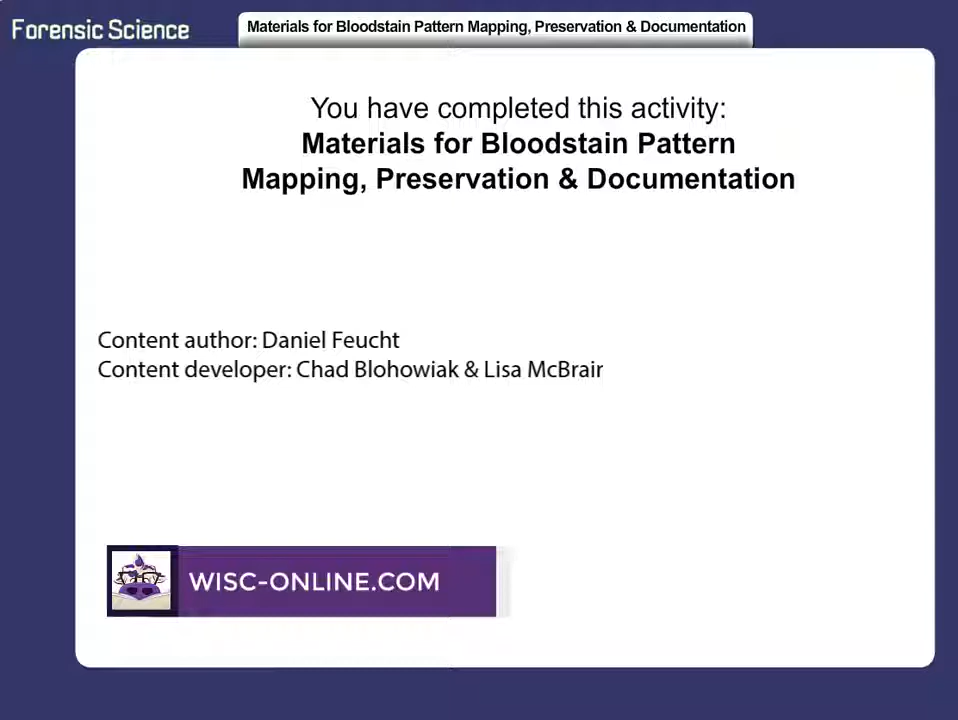 Forensic Science
Materials for Bloodstain Pattern Mapping, Preservation & Documentation
You have completed this activity:
Materials for Bloodstain Pattern
Mapping, Preservation & Documentation
Content author: Daniel Feucht
Content developer: Chad Blohowiak & Lisa McBrair
WISC-ONLINE.COM